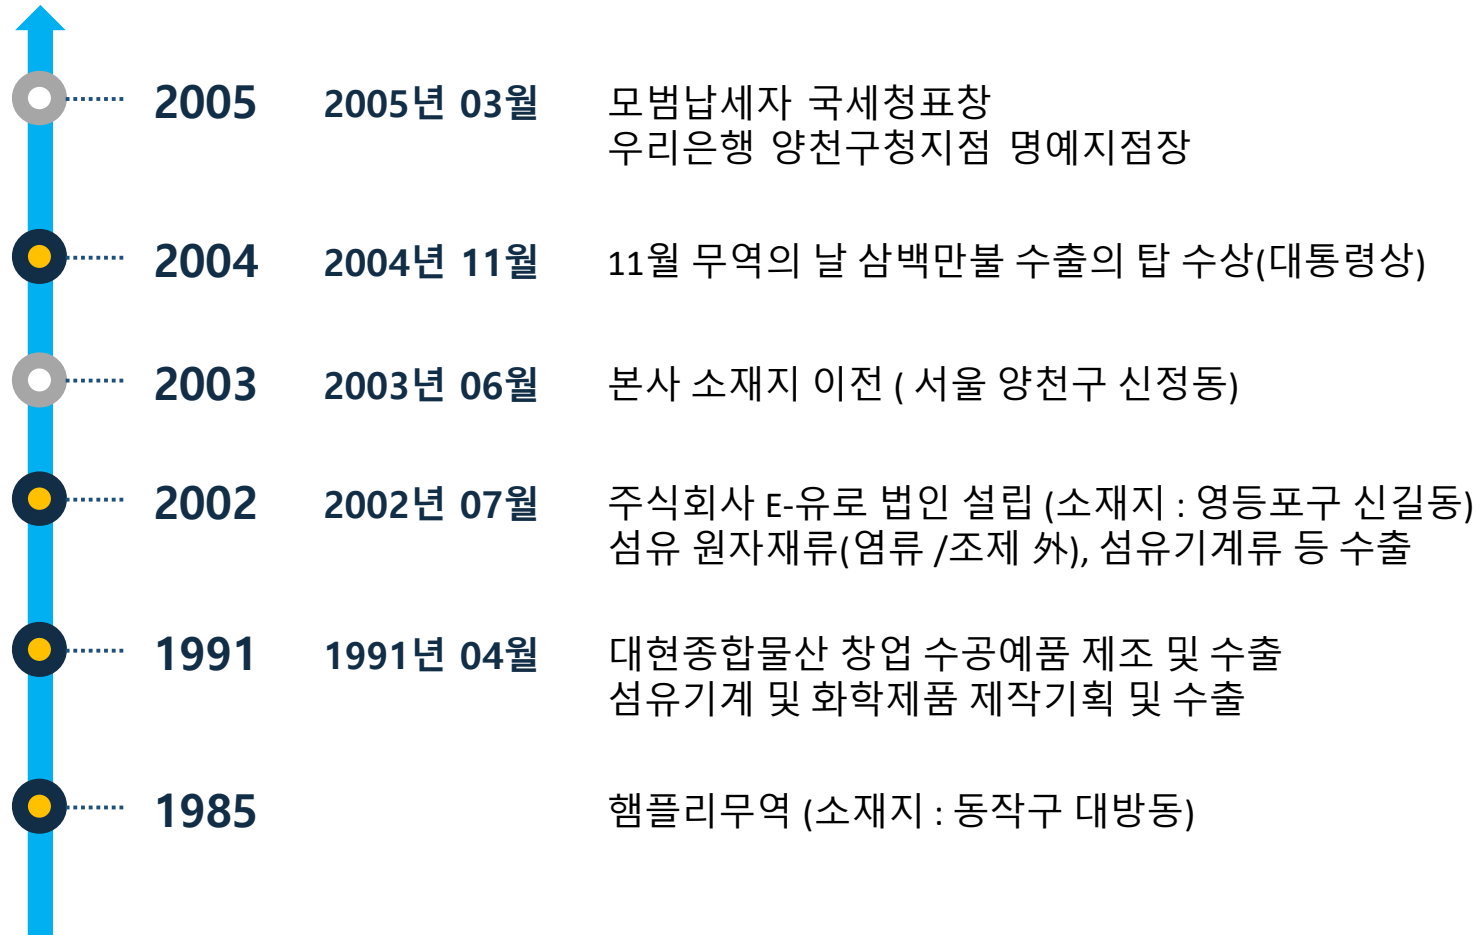 2005 2005년 03월 모범납세자 국세청표창
우리은행 양천구청지점 명예지점장
2004 2004년 11월 11월 무역의 날 삼백만불 수출의 탑 수상(대통령상)
2003 2003년 06월 본사 소재지 이전 ( 서울 양천구 신정동)
2002 2002년 07월 주식회사 E-유로 법인 설립 (소재지 : 영등포구 신길동)
섬유 원자재류(염류 /조제 外), 섬유기계류 등 수출
1991 1991년 04월 대현종합물산 창업 수공예품 제조 및 수출
섬유기계 및 화학제품 제작기획 및 수출
1985 햄플리무역 (소재지 : 동작구 대방동)